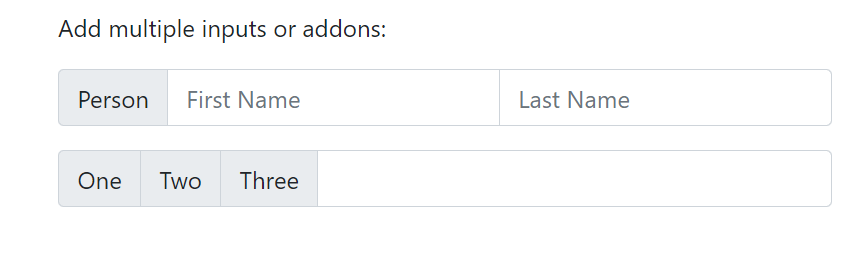 Add multiple inputs or addons:
Person First Name Last Name
One Two Three